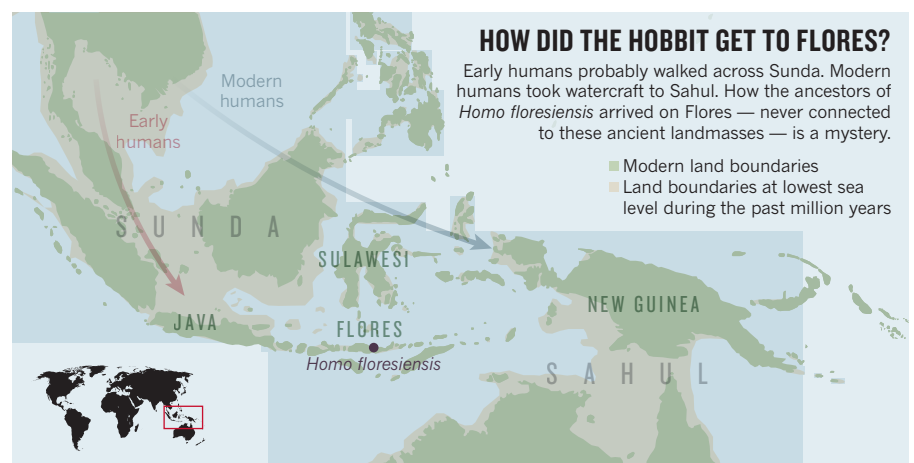 HOW DID THE HOBBIT GET TO FLORES?
Early humans probably walked across Sunda. Modern
humans took watercraft to Sahul. How the ancestors of
Homo floresiensis arrived on Flores — never connected
to these ancient landmasses — is a mystery.
Modern land boundaries
Land boundaries at lowest sea
level during the past million years
Modern
humans
Early
humans
SUNDA
SULAWESI
NEW GUINEA
JAVA
FLORES
Homo floresiensis
SAHUL